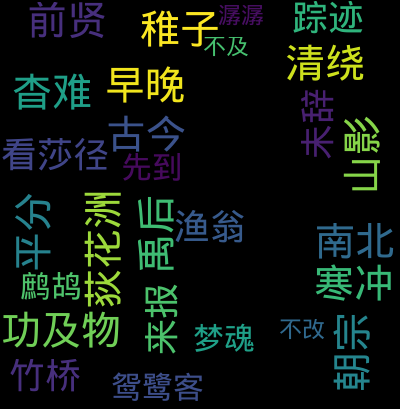 前贤
稚子
潺潺
踪迹
不及
清绕
杳难
早晚
未辞
古今
山影
看莎径
先到
平分
荻花洲
禹后
渔翁
南北
鹧鸪
寒冲
来报
功及物
梦魂
不改
朝宗
竹桥
鸳鹭客